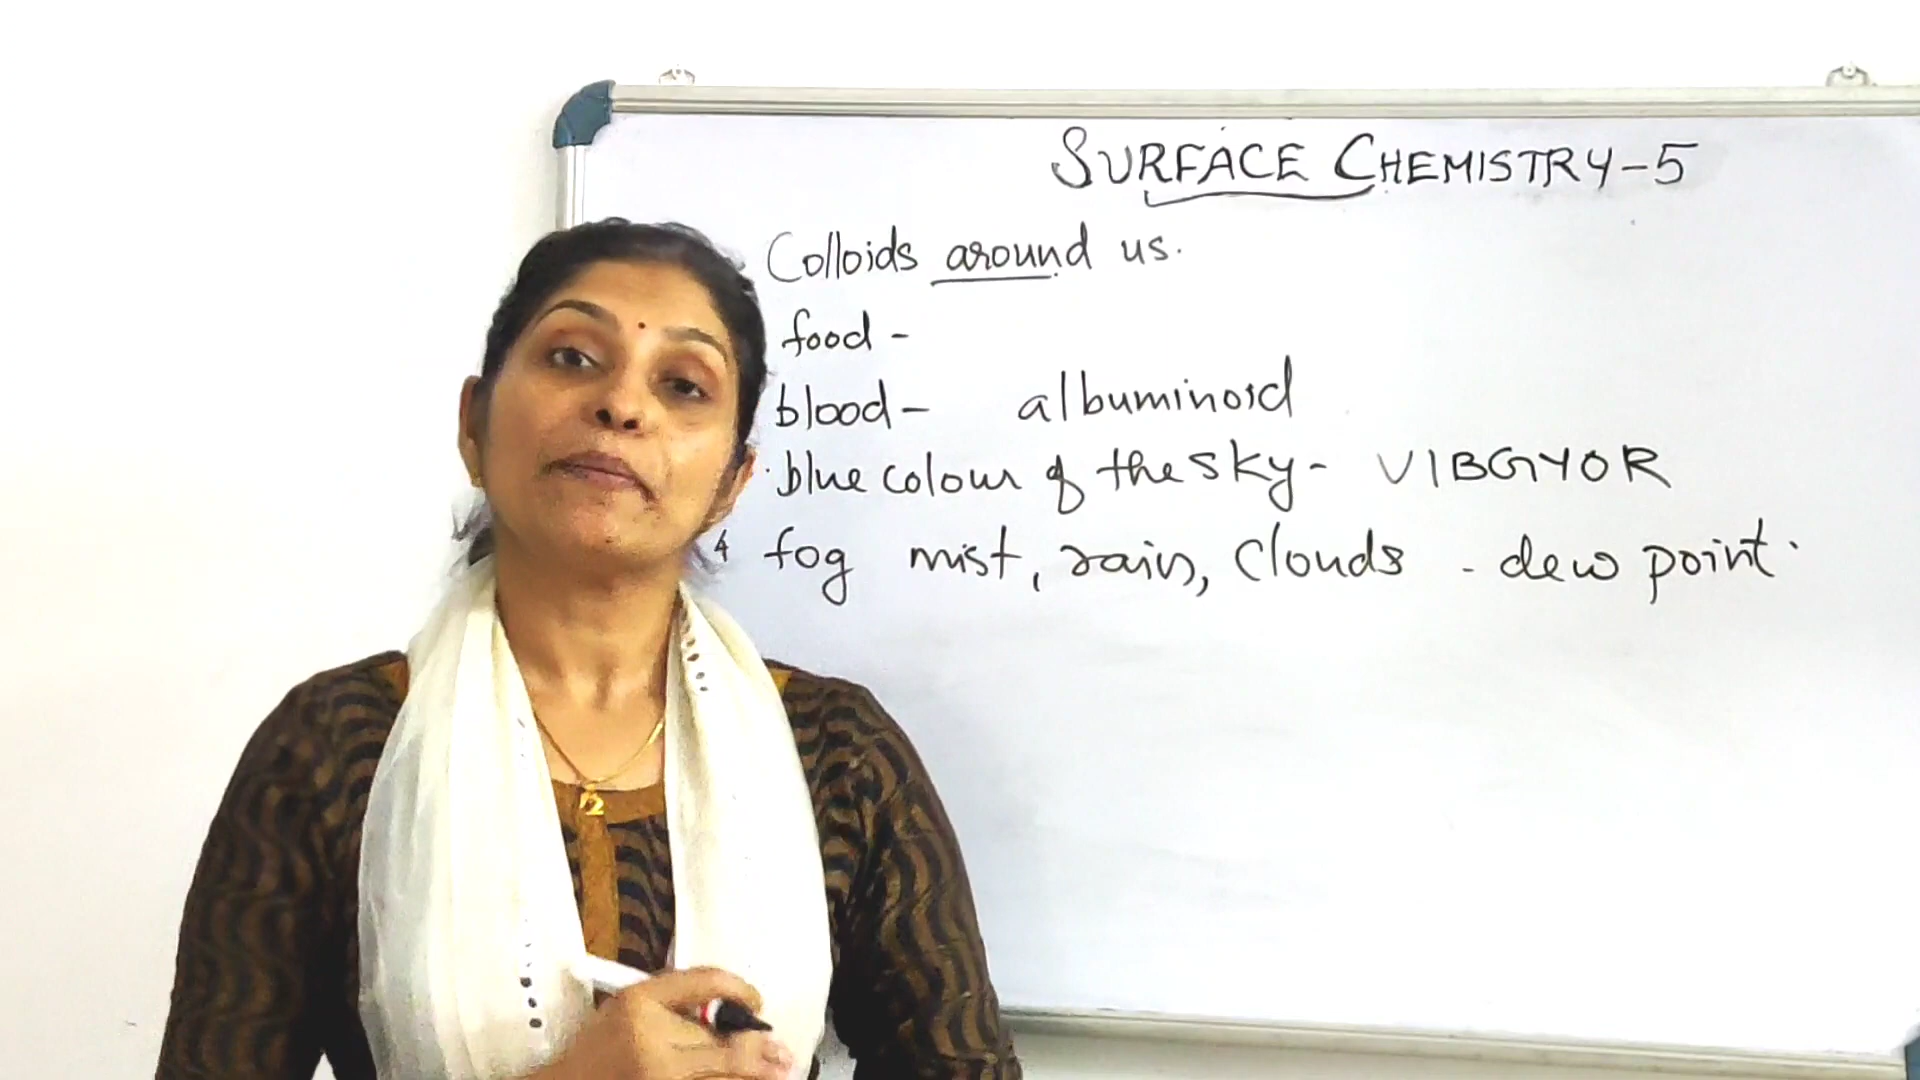 SURFACE CHEMISTRY-5
Colloids around us.
food -
blood - albuminoid
blue colour of the sky - VIBGYOR
4 fog mist, rain, clouds - dew point.